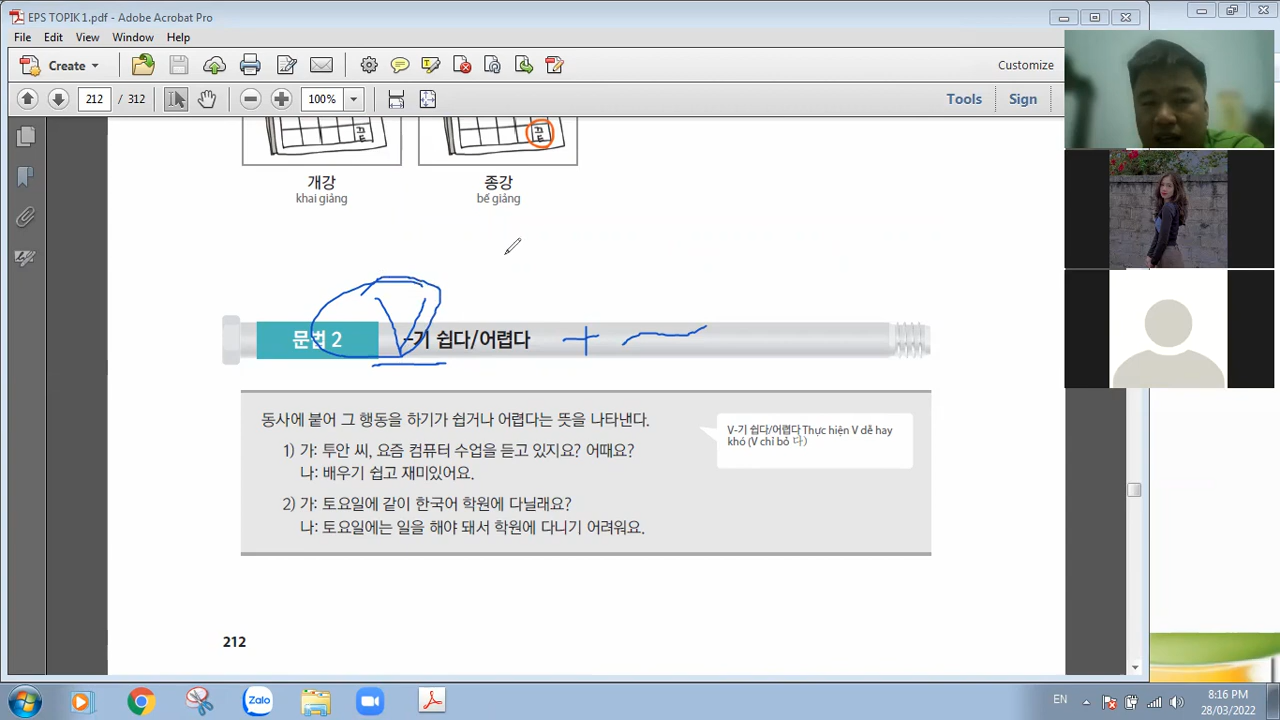 EPS TOPIK 1.pdf - Adobe Acrobat Pro
File Edit View Window Help
Create Customize
212 / 312 100% Tools Sign
개강 종강
khai giảng bế giảng
V
문법 2 -기 쉽다/어렵다 +
동사에 붙어 그 행동을 하기가 쉽거나 어렵다는 뜻을 나타낸다.
1) 가: 투안 씨, 요즘 컴퓨터 수업을 듣고 있지요? 어때요?
나: 배우기 쉽고 재미있어요.
2) 가: 토요일에 같이 한국어 학원에 다닐래요?
나: 토요일에는 일을 해야 돼서 학원에 다니기 어려워요.
V-기 쉽다/어렵다 Thực hiện V dễ hay
khó (V chỉ bỏ 다)
212
Zalo
EN 8:16 PM
28/03/2022